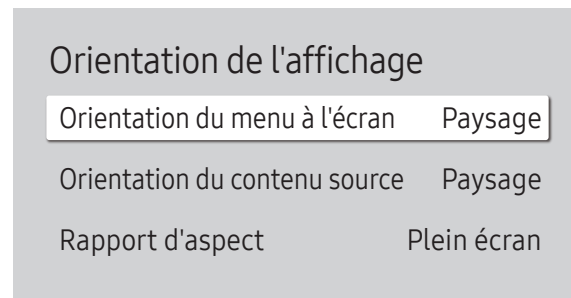 Orientation de l'affichage
Orientation du menu à l'écran Paysage
Orientation du contenu source Paysage
Rapport d'aspect Plein écran